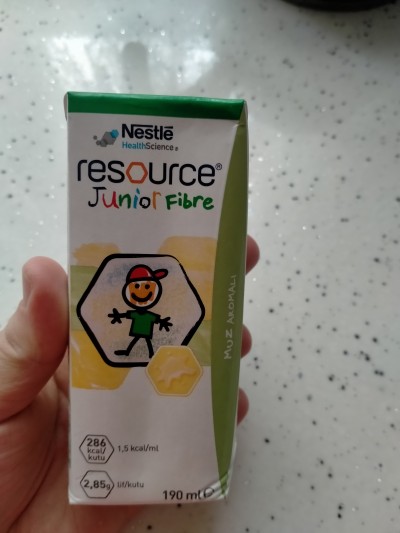 Nestlē
HealthScience®
resource®
Junior Fibre
MUZ AROMALI
286
kcal/
kutu
1,5 kcal/ml
2,85g
lif/kutu
190 ml